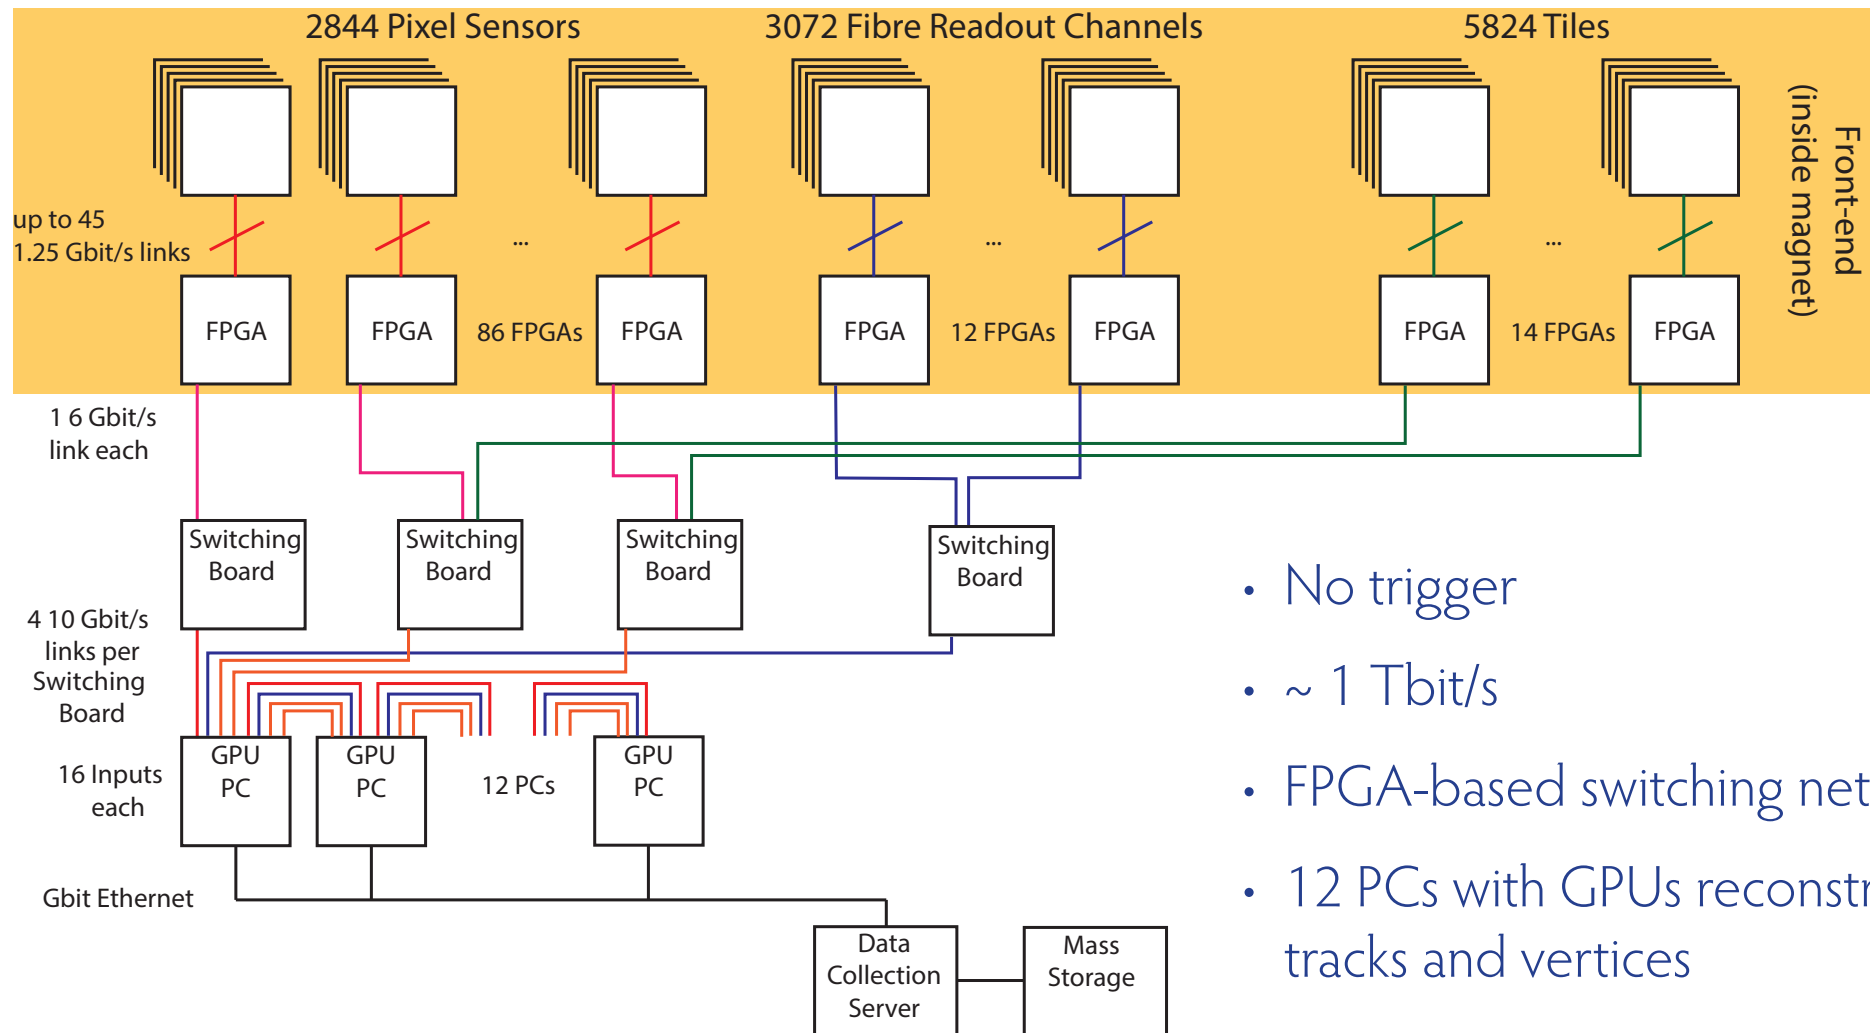 2844 Pixel Sensors
3072 Fibre Readout Channels
5824 Tiles
Front-end
(inside magnet)
up to 45
1.25 Gbit/s links
...
...
...
FPGA
FPGA
86 FPGAs
FPGA
FPGA
12 FPGAs
FPGA
FPGA
14 FPGAs
FPGA
1 6 Gbit/s
link each
Switching
Board
Switching
Board
Switching
Board
Switching
Board
4 10 Gbit/s
links per
Switching
Board
16 Inputs
each
GPU
PC
GPU
PC
12 PCs
GPU
PC
Gbit Ethernet
Data
Collection
Server
Mass
Storage
• No trigger
• ~ 1 Tbit/s
• FPGA-based switching net
• 12 PCs with GPUs reconstr
tracks and vertices